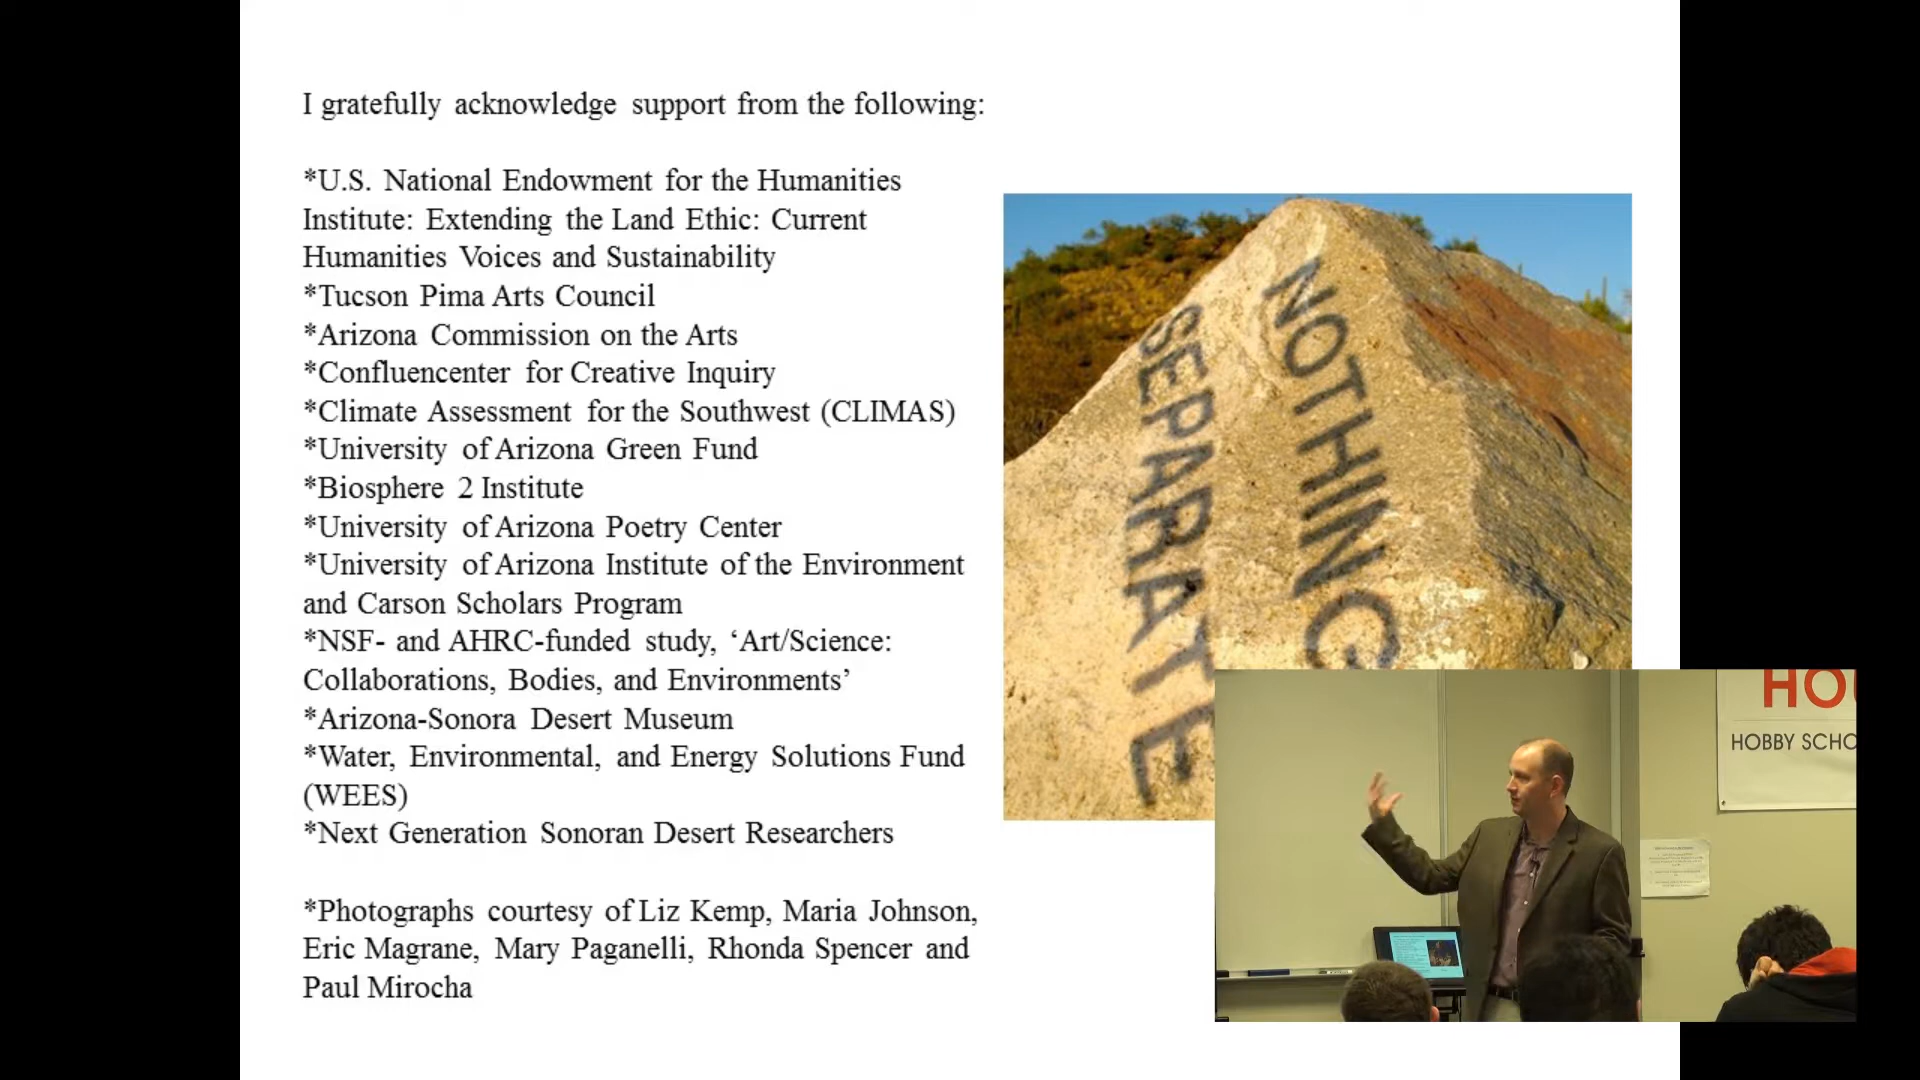 I gratefully acknowledge support from the following:
*U.S. National Endowment for the Humanities
Institute: Extending the Land Ethic: Current
Humanities Voices and Sustainability
*Tucson Pima Arts Council
*Arizona Commission on the Arts
*Confluencenter for Creative Inquiry
*Climate Assessment for the Southwest (CLIMAS)
*University of Arizona Green Fund
*Biosphere 2 Institute
*University of Arizona Poetry Center
*University of Arizona Institute of the Environment
and Carson Scholars Program
*NSF- and AHRC-funded study, ‘Art/Science:
Collaborations, Bodies, and Environments’
*Arizona-Sonora Desert Museum
*Water, Environmental, and Energy Solutions Fund
(WEES)
*Next Generation Sonoran Desert Researchers
*Photographs courtesy of Liz Kemp, Maria Johnson,
Eric Magrane, Mary Paganelli, Rhonda Spencer and
Paul Mirocha
NOTHING
SEPARATE
HOU
HOBBY SCHO